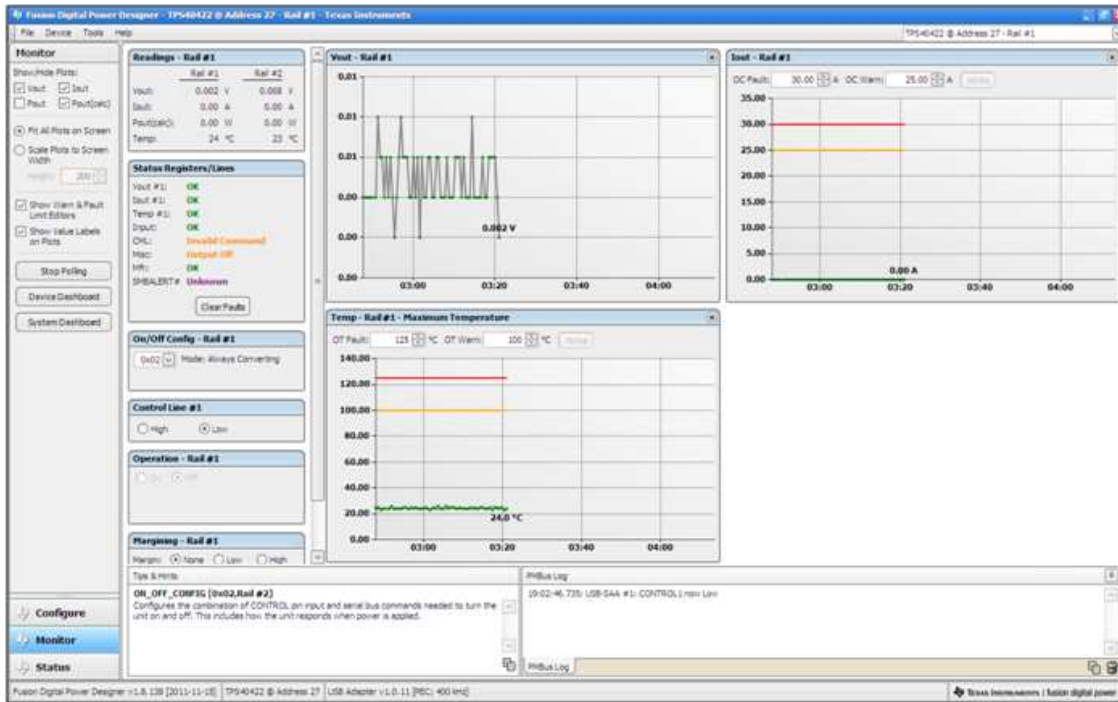 Fusion Digital Power Designer - TPS40422 @ Address 27 - Rail #1 - Texas Instruments
File Device Tools Help
TPS40422 @ Address 27 - Rail #1
Monitor
Show/Hide Plots:
Vout Iout
Pout Pout(calc)
Fit All Plots on Screen
Scale Plots to Screen
Width
Height: 200
Show Warn & Fault
Limit Editors
Show Value Labels
on Plots
Stop Polling
Device Dashboard
System Dashboard
Configure
Monitor
Status
Readings - Rail #1
Rail #1 Rail #2
Vout: 0.002 V 0.008 V
Iout: 0.00 A 0.00 A
Pout(calc): 0.00 W 0.00 W
Temp: 24 °C 23 °C
Status Registers/Lines
Vout #1: OK
Iout #1: OK
Temp #1: OK
Input: OK
CML: Invalid Command
Misc: Output Off
Mfr: OK
SMBALERT# Unknown
Clear Faults
On/Off Config - Rail #1
0x02 Mode: Always Converting
Control Line #1
High Low
Operation - Rail #1
On Off
Margining - Rail #1
Margin: None Low High
Vout - Rail #1
0.01
0.01
0.01
0.00
0.00
0.00
0.002 V
03:00 03:20 03:40 04:00
Iout - Rail #1
OC Fault: 30.00 A OC Warn: 25.00 A
35.00
30.00
25.00
20.00
15.00
10.00
5.00
0.00
0.00 A
03:00 03:20 03:40 04:00
Temp - Rail #1 - Maximum Temperature
OT Fault: 125 °C OT Warn: 100 °C
140.00
120.00
100.00
80.00
60.00
40.00
20.00
0.00
24.0 °C
03:00 03:20 03:40 04:00
Tips & Hints
ON_OFF_CONFIG [0x02,Rail #2]
Configures the combination of CONTROL pin input and serial bus commands needed to turn the
unit on and off. This includes how the unit responds when power is applied.
PMBus Log
19:02:46.735: USB-SAA #1: CONTROL1 now Low
PMBus Log
Fusion Digital Power Designer v1.8.138 [2011-11-15] TPS40422 @ Address 27 USB Adapter v1.0.11 [PEC; 400 kHz]
Texas Instruments | fusion digital power